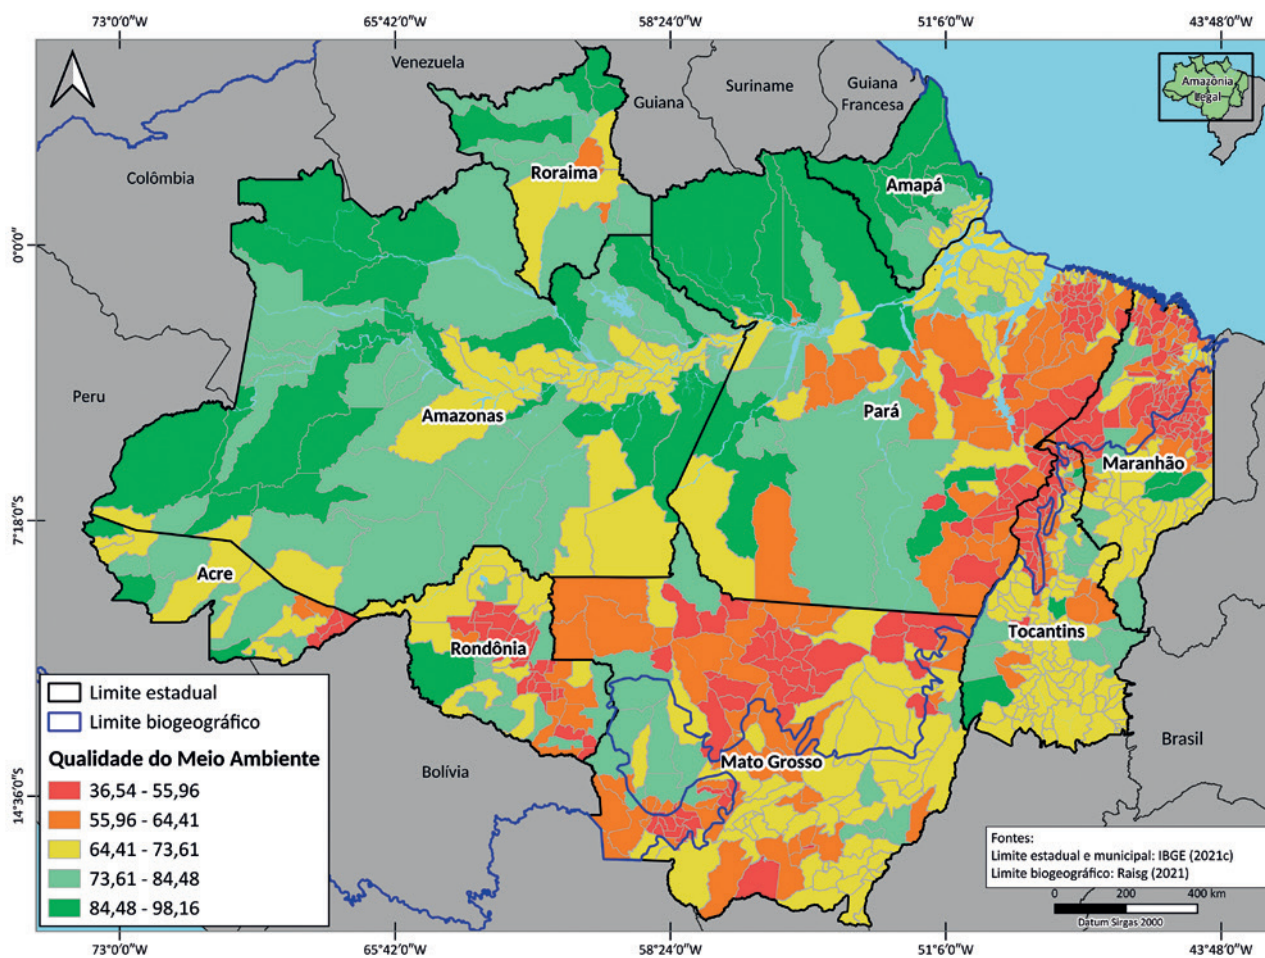 73°0'0"W
65°42'0"W
58°24'0"W
51°6'0"W
43°48'0"W
Venezuela
Suriname
Guiana
Francesa
Guiana
Amazônia
Legal
Colômbia
Roraima
Amapá
0°0'0"
Peru
Amazonas
Pará
Maranhão
7°18'0"S
Acre
Rondônia
Tocantins
Limite estadual
Limite biogeográfico
Qualidade do Meio Ambiente
36,54 - 55,96
55,96 - 64,41
64,41 - 73,61
73,61 - 84,48
84,48 - 98,16
Bolívia
Mato Grosso
Brasil
14°36'0"S
Fontes:
Limite estadual e municipal: IBGE (2021c)
Limite biogeográfico: Raisg (2021)
0 200 400 km
Datum Sirgas 2000
73°0'0"W
65°42'0"W
58°24'0"W
51°6'0"W
43°48'0"W